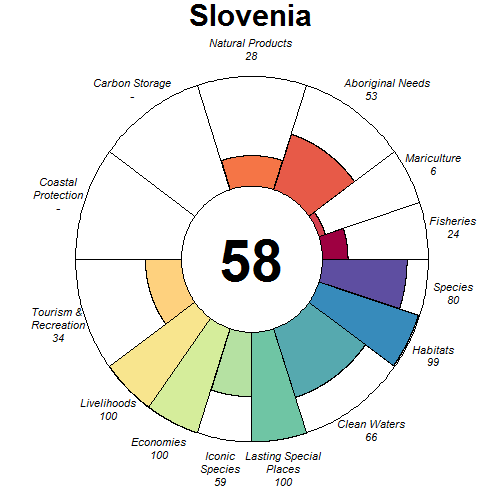 Slovenia
Natural Products
28
Carbon Storage
-
Aboriginal Needs
53
Mariculture
6
Coastal
Protection
-
Fisheries
24
58
Species
80
Tourism &
Recreation
34
Habitats
99
Livelihoods
100
Clean Waters
66
Economies
100
Iconic
Species
59
Lasting Special
Places
100